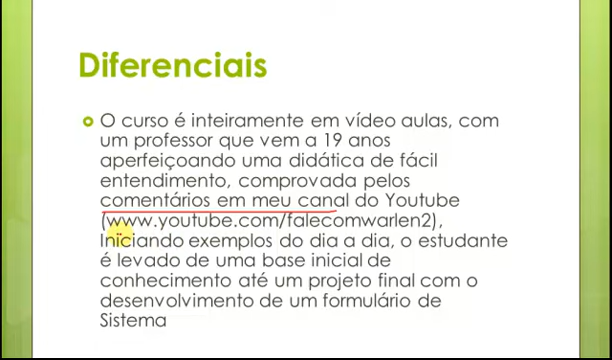 Diferenciais
O curso é inteiramente em vídeo aulas, com
um professor que vem a 19 anos
aperfeiçoando uma didática de fácil
entendimento, comprovada pelos
comentários em meu canal do Youtube
(www.youtube.com/falecomwarlen2),
Iniciando exemplos do dia a dia, o estudante
é levado de uma base inicial de
conhecimento até um projeto final com o
desenvolvimento de um formulário de
Sistema